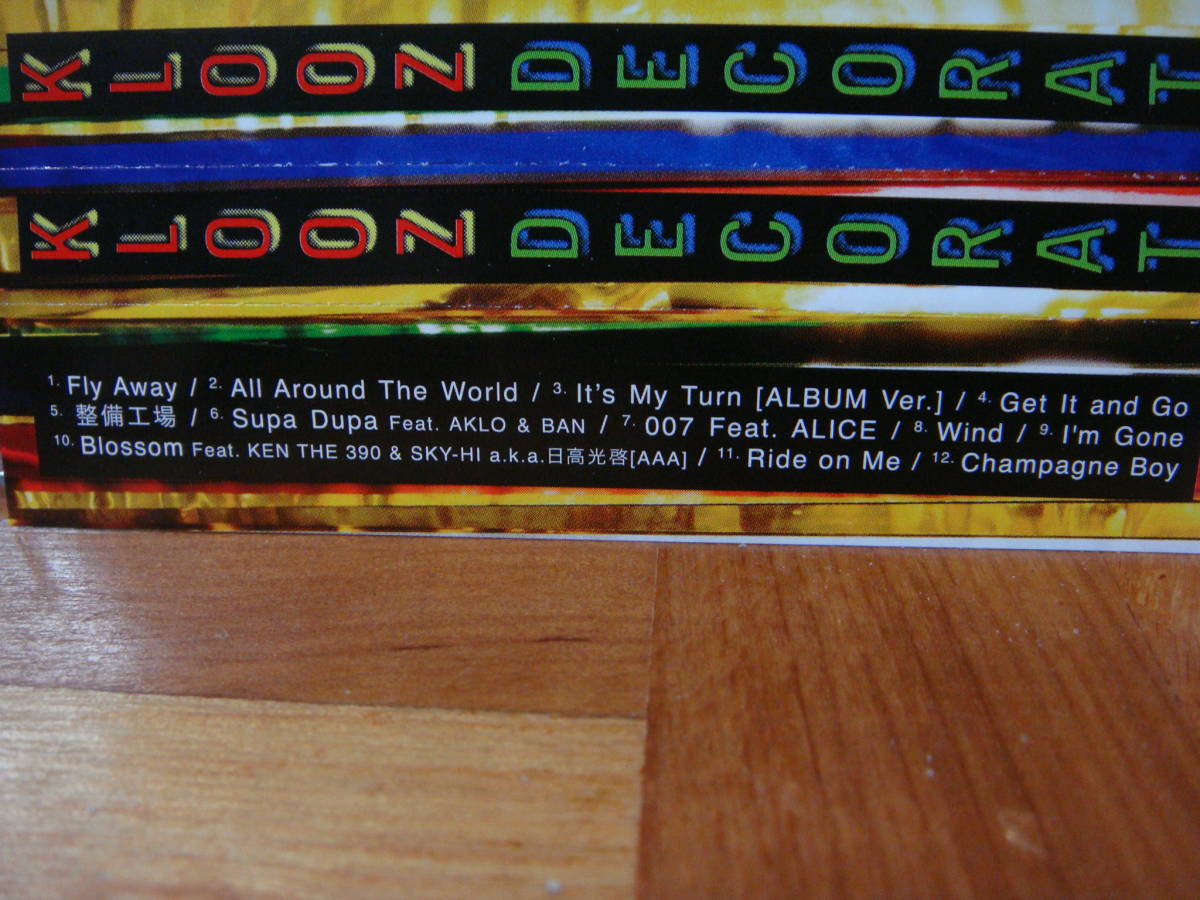 KLOOZ DECORAT
KLOOZ DECORAT
1. Fly Away / 2. All Around The World / 3. It's My Turn [ALBUM Ver.] / 4. Get It and Go
5. 整備工場 / 6. Supa Dupa Feat. AKLO & BAN / 7. 007 Feat. ALICE / 8. Wind / 9. I'm Gone
10. Blossom Feat. KEN THE 390 & SKY-HI a.k.a.日高光啓[AAA] / 11. Ride on Me / 12. Champagne Boy